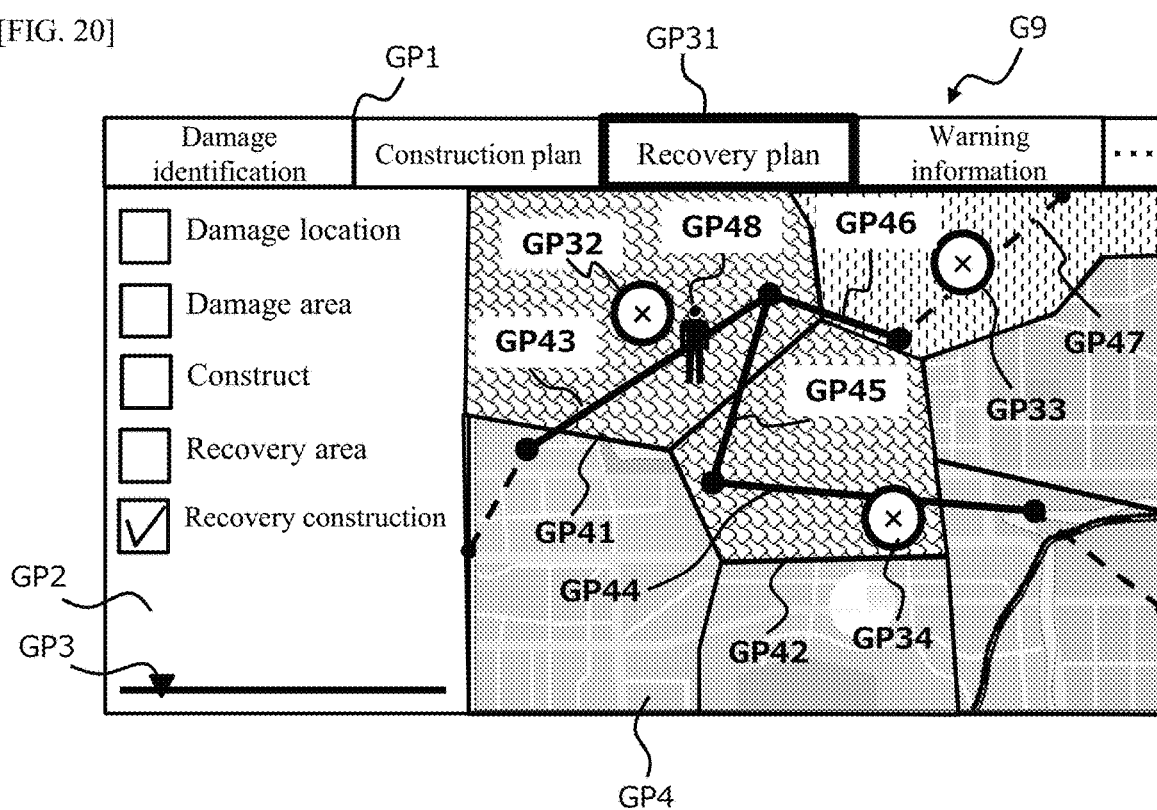 [FIG. 20]
G9
GP31
GP1
Damage identification
Construction plan
Recovery plan
Warning information
...
Damage location
Damage area
Construct
Recovery area
Recovery construction
GP2
GP3
GP32
GP48
GP46
GP43
GP47
GP45
GP33
GP41
GP44
GP34
GP42
GP4